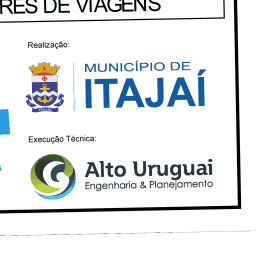 RES DE VIAGENS
Realização:
MUNICÍPIO DE
ITAJAÍ
Execução Técnica:
Alto Uruguai
Engenharia & Planejamento